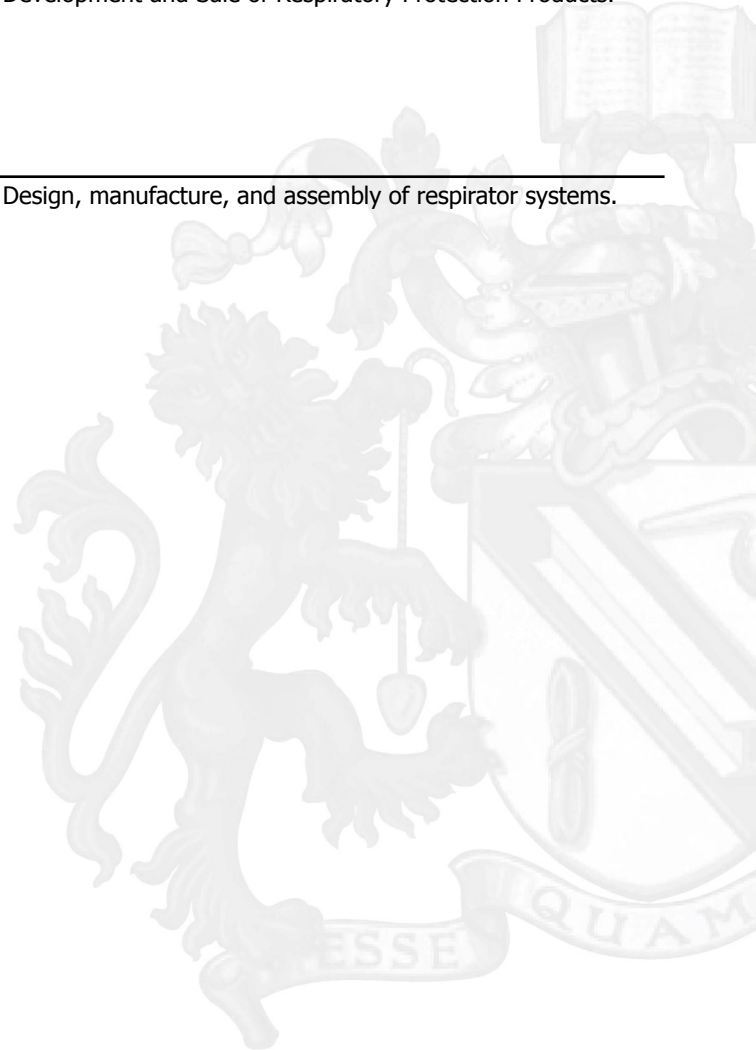 Development and Sale of Respiratory Protection Products.
Design, manufacture, and assembly of respirator systems.
ESSE QUAM